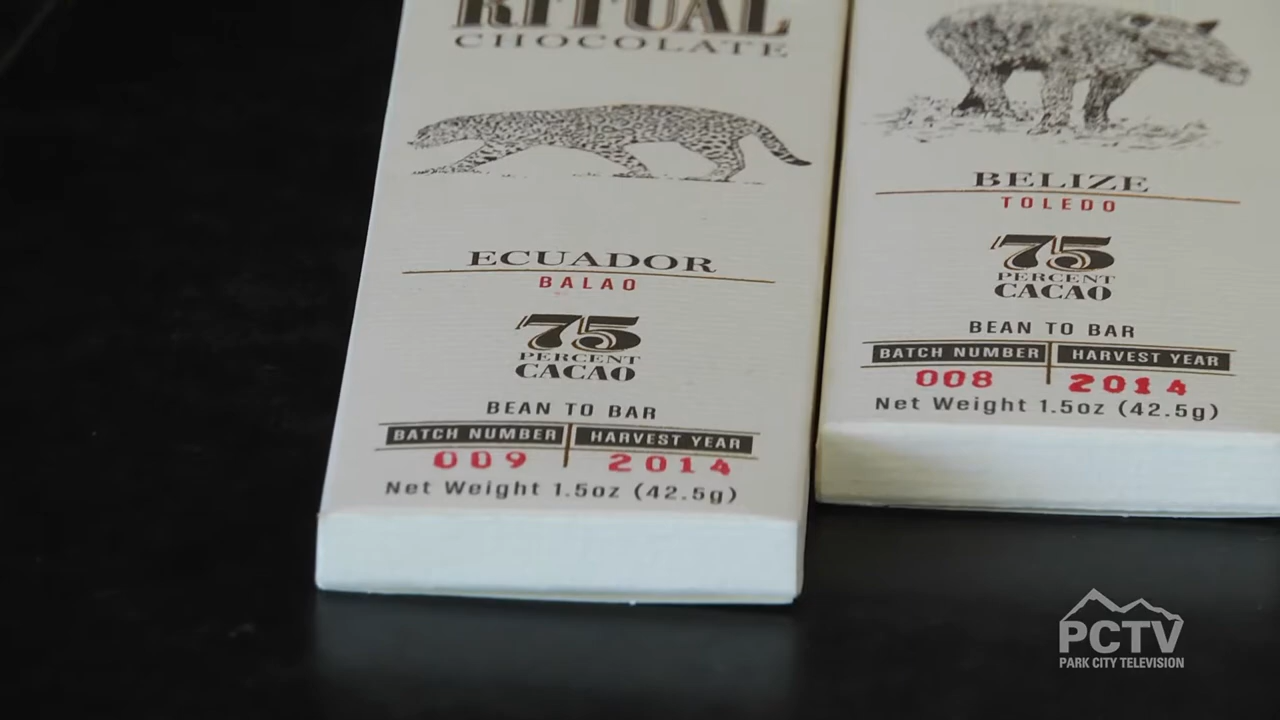 RITUAL
CHOCOLATE
ECUADOR
BALAO
75
PERCENT
CACAO
BEAN TO BAR
BATCH NUMBER HARVEST YEAR
009 2014
Net Weight 1.5oz (42.5g)
BELIZE
TOLEDO
75
PERCENT
CACAO
BEAN TO BAR
BATCH NUMBER HARVEST YEAR
008 2014
Net Weight 1.5oz (42.5g)
PCTV
PARK CITY TELEVISION